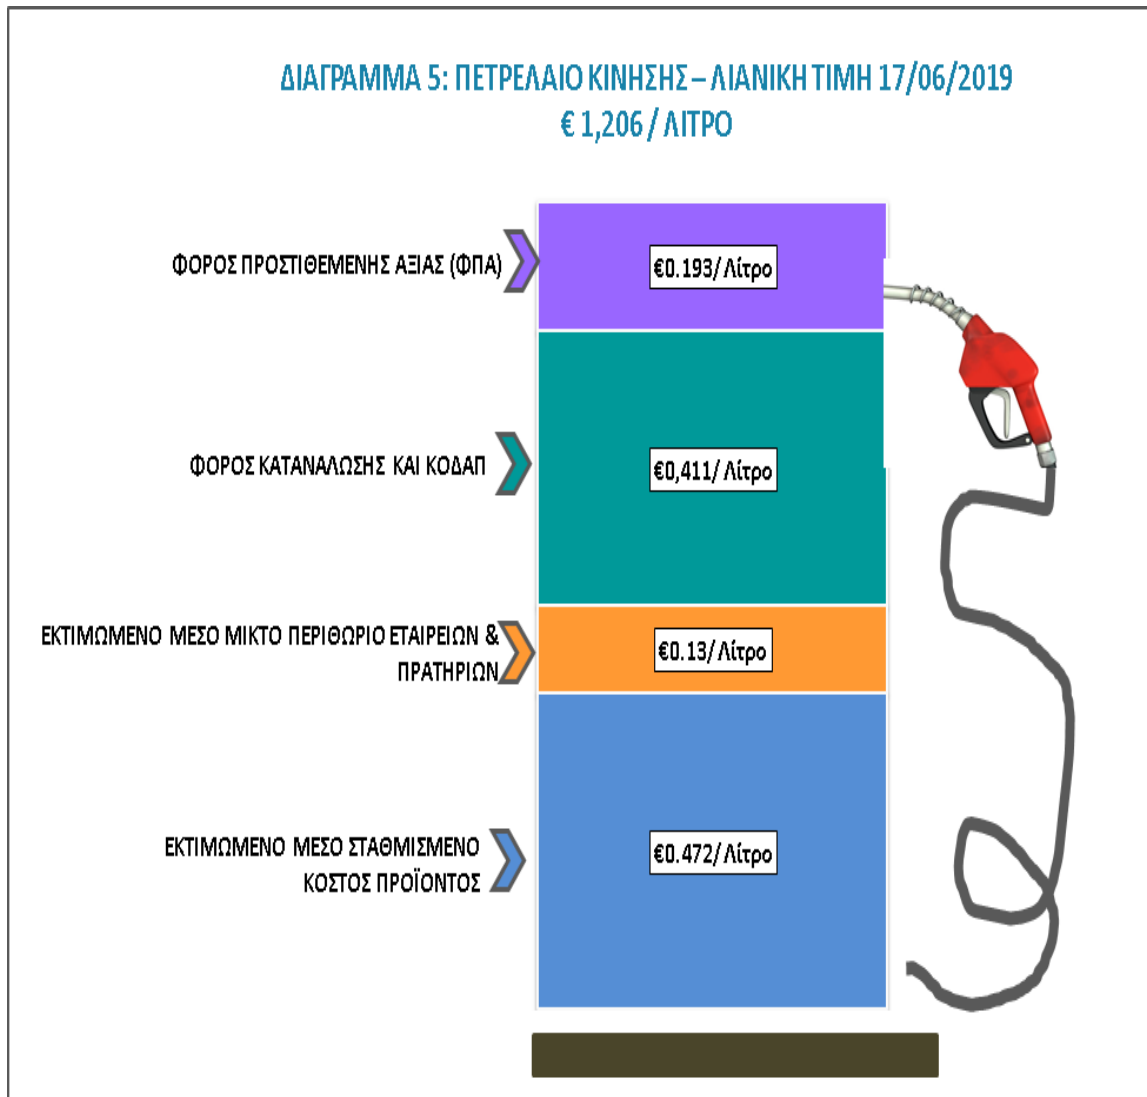 ΔΙΑΓΡΑΜΜΑ 5: ΠΕΤΡΕΛΑΙΟ ΚΙΝΗΣΗΣ – ΛΙΑΝΙΚΗ ΤΙΜΗ 17/06/2019
€ 1,206 / ΛΙΤΡΟ
ΦΟΡΟΣ ΠΡΟΣΤΙΘΕΜΕΝΗΣ ΑΞΙΑΣ (ΦΠΑ)
€0.193/ Λίτρο
ΦΟΡΟΣ ΚΑΤΑΝΑΛΩΣΗΣ ΚΑΙ ΚΟΔΑΠ
€0,411/ Λίτρο
ΕΚΤΙΜΩΜΕΝΟ ΜΕΣΟ ΜΙΚΤΟ ΠΕΡΙΘΩΡΙΟ ΕΤΑΙΡΕΙΩΝ &
ΠΡΑΤΗΡΙΩΝ
€0.13/ Λίτρο
ΕΚΤΙΜΩΜΕΝΟ ΜΕΣΟ ΣΤΑΘΜΙΣΜΕΝΟ
ΚΟΣΤΟΣ ΠΡΟΪΟΝΤΟΣ
€0.472/ Λίτρο